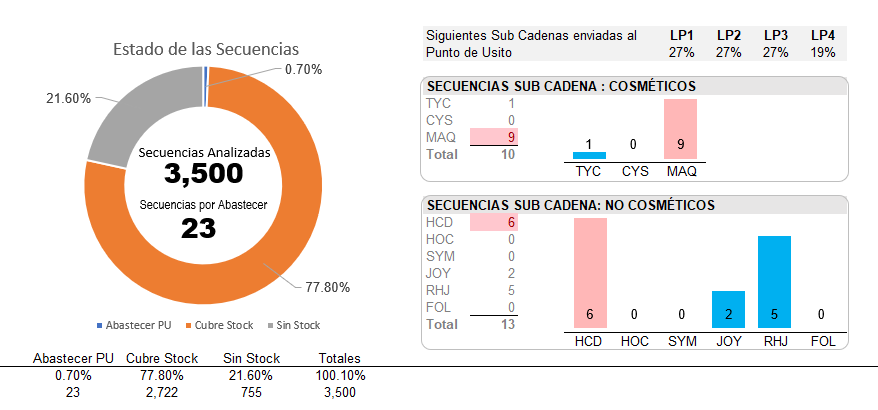 Estado de las Secuencias
0.70%
21.60%
Secuencias Analizadas
3,500
Secuencias por Abastecer
23
77.80%
Abastecer PU Cubre Stock Sin Stock
Abastecer PU Cubre Stock Sin Stock Totales
0.70% 77.80% 21.60% 100.10%
23 2,722 755 3,500
Siguientes Sub Cadenas enviadas al LP1 LP2 LP3 LP4
Punto de Usito 27% 27% 27% 19%
SECUENCIAS SUB CADENA : COSMÉTICOS
TYC 1
CYS 0
MAQ 9
Total 10
1 0 9
TYC CYS MAQ
SECUENCIAS SUB CADENA: NO COSMÉTICOS
HCD 6
HOC 0
SYM 0
JOY 2
RHJ 5
FOL 0
Total 13
6 0 0 2 5 0
HCD HOC SYM JOY RHJ FOL